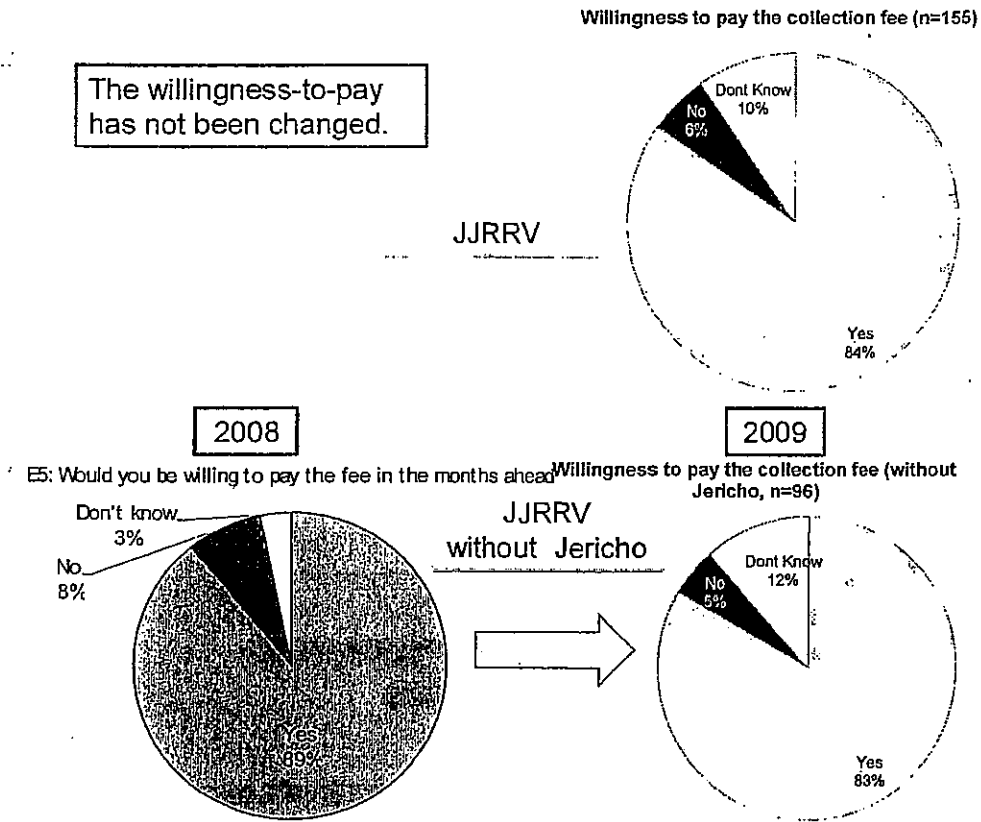 Willingness to pay the collection fee (n=155)
The willingness-to-pay
has not been changed.
Dont Know
10%
No
6%
JJRRV
Yes
84%
2008
2009
E5: Would you be willing to pay the fee in the months ahead
Willingness to pay the collection fee (without
Jericho, n=96)
Don't know
3%
No
8%
Yes
89%
JJRRV
without Jericho
Dont Know
12%
No
5%
Yes
83%